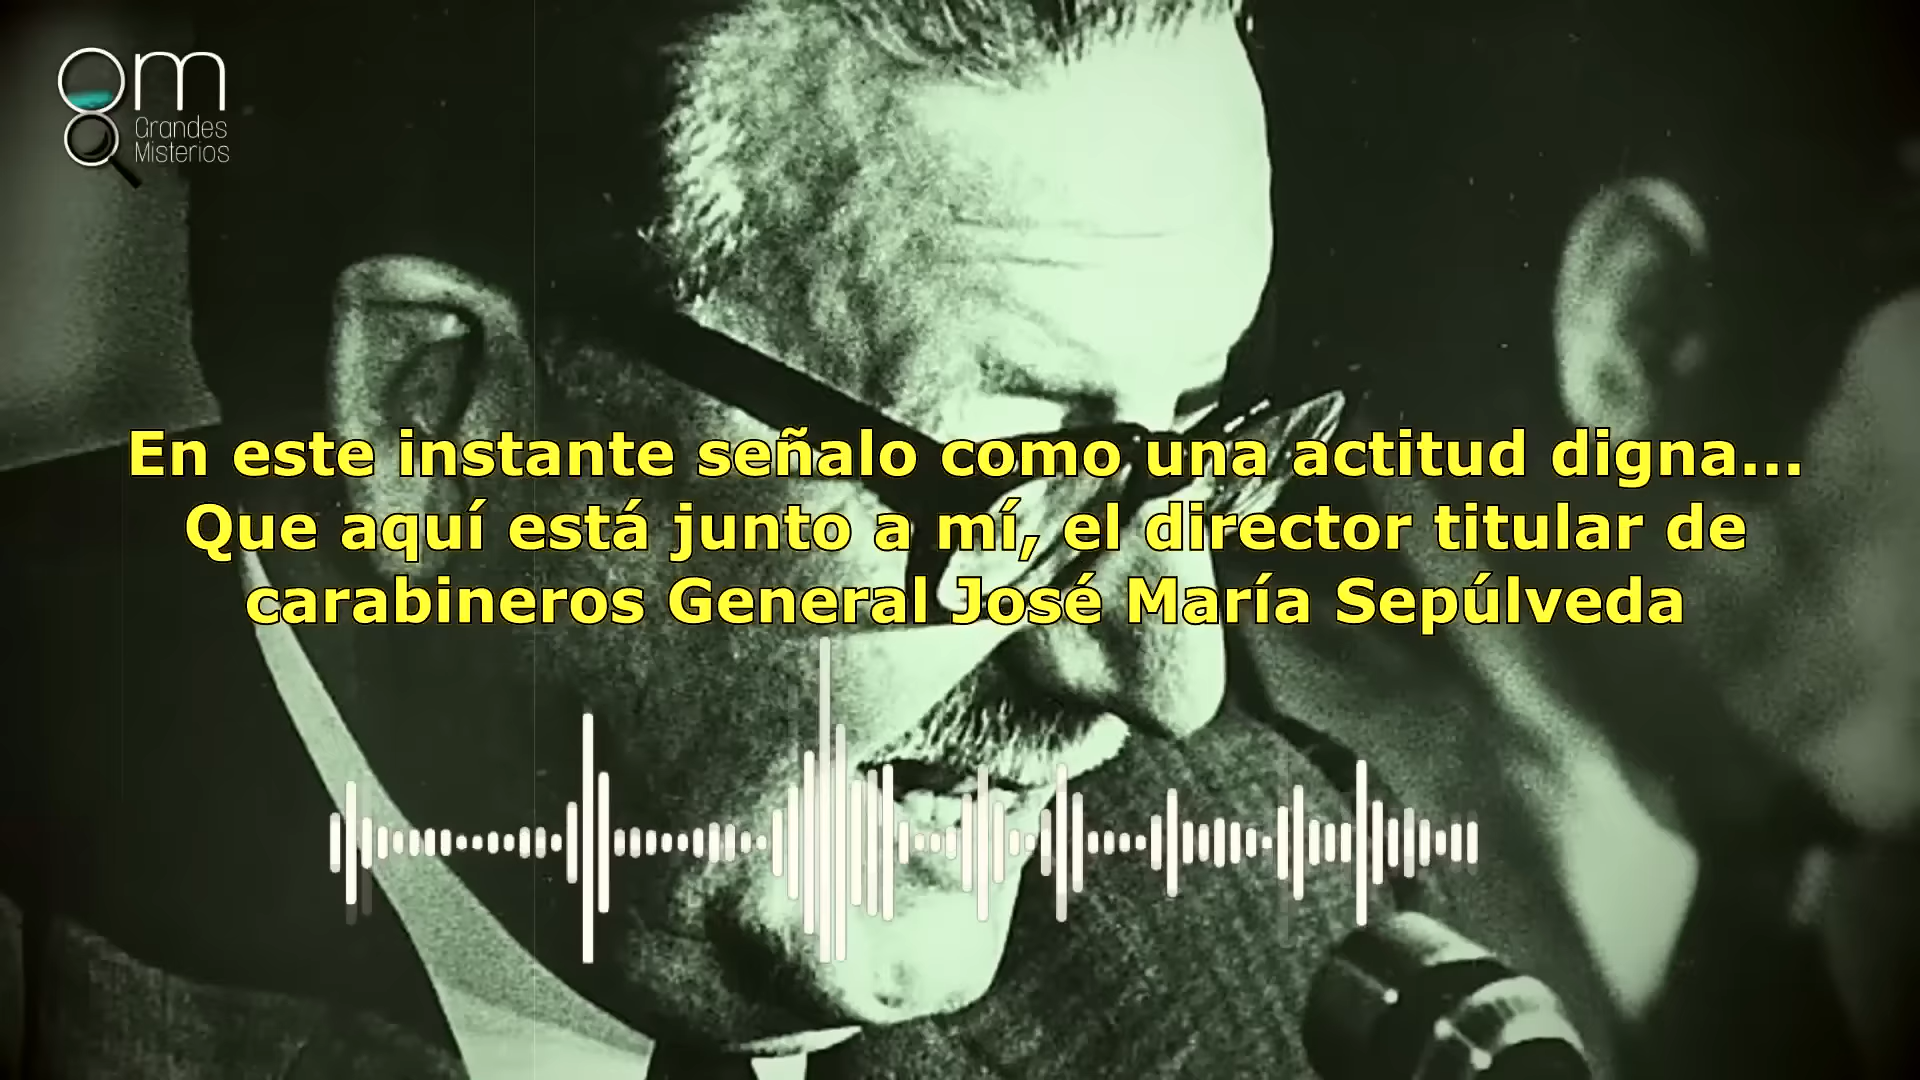 gm
Grandes
Misterios
En este instante señalo como una actitud digna...
Que aquí está junto a mí, el director titular de
carabineros General José María Sepúlveda